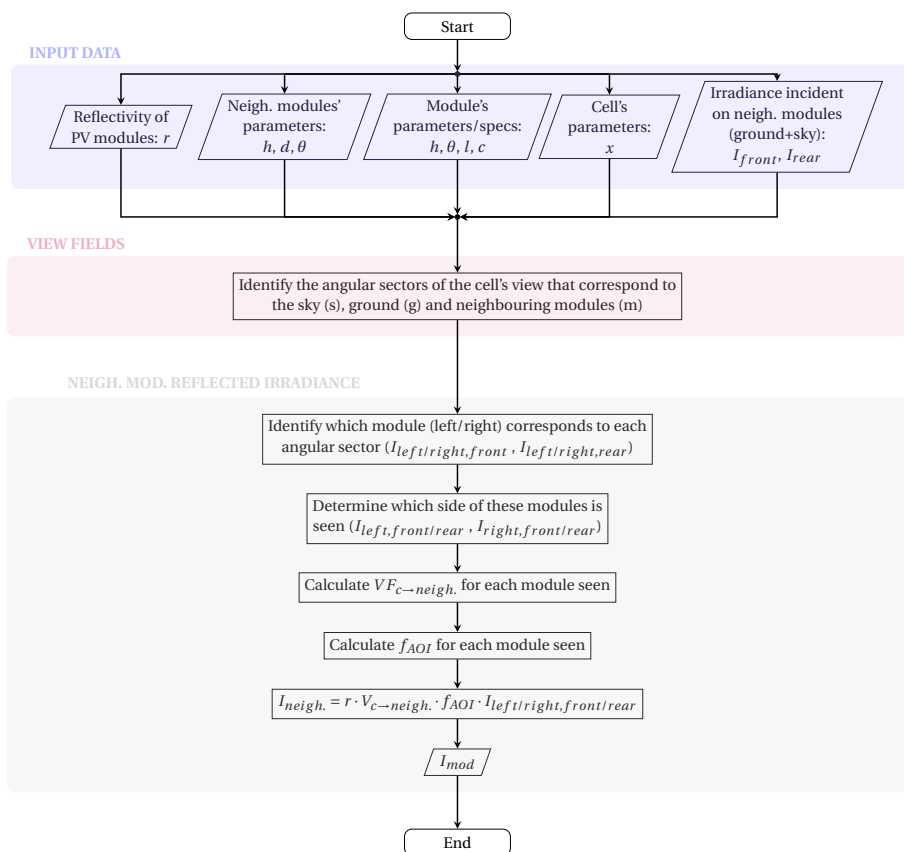 Start
INPUT DATA
Reflectivity of
PV modules: r
Neigh. modules'
parameters:
h, d, θ
Module's
parameters/specs:
h, θ, l, c
Cell's
parameters:
x
Irradiance incident
on neigh. modules
(ground+sky):
I_front, I_rear
VIEW FIELDS
Identify the angular sectors of the cell's view that correspond to
the sky (s), ground (g) and neighbouring modules (m)
NEIGH. MOD. REFLECTED IRRADIANCE
Identify which module (left/right) corresponds to each
angular sector (I_left/right,front , I_left/right,rear)
Determine which side of these modules is
seen (I_left,front/rear , I_right,front/rear)
Calculate VF_c→neigh. for each module seen
Calculate f_AOI for each module seen
I_neigh. = r · V_c→neigh. · f_AOI · I_left/right,front/rear
I_mod
End